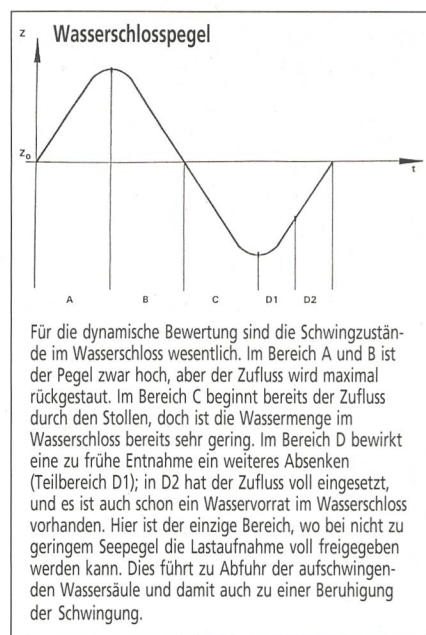 z Wasserschlosspegel
z₀
t
A B C D1 D2
Für die dynamische Bewertung sind die Schwingzustän-
de im Wasserschloss wesentlich. Im Bereich A und B ist
der Pegel zwar hoch, aber der Zufluss wird maximal
rückgestaut. Im Bereich C beginnt bereits der Zufluss
durch den Stollen, doch ist die Wassermenge im
Wasserschloss bereits sehr gering. Im Bereich D bewirkt
eine zu frühe Entnahme ein weiteres Absenken
(Teilbereich D1); in D2 hat der Zufluss voll eingesetzt,
und es ist auch schon ein Wasservorrat im Wasserschloss
vorhanden. Hier ist der einzige Bereich, wo bei nicht zu
geringem Seepegel die Lastaufnahme voll freigegeben
werden kann. Dies führt zu Abfuhr der aufschwingen-
den Wassersäule und damit auch zu einer Beruhigung
der Schwingung.